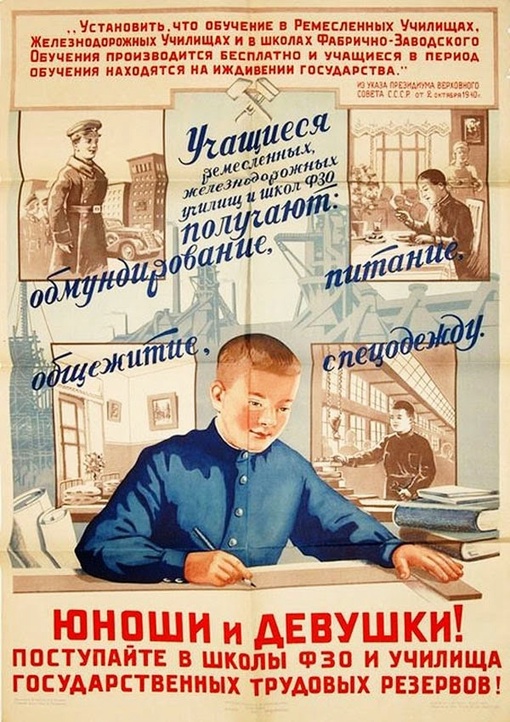 „Установить, что обучение в Ремесленных Училищах,
Железнодорожных Училищах и в школах Фабрично-Заводского
Обучения производится бесплатно и учащиеся в период
обучения находятся на иждивении государства."
ИЗ УКАЗА ПРЕЗИДИУМА ВЕРХОВНОГО
СОВЕТА С.С.С.Р. от 2 октября 1940 г.
Учащиеся
ремесленных,
железнодорожных
училищ и школ ФЗО
получают:
обмундирование,
питание,
общежитие,
спецодежду.
ЮНОШИ И ДЕВУШКИ!
ПОСТУПАЙТЕ В ШКОЛЫ ФЗО И УЧИЛИЩА
ГОСУДАРСТВЕННЫХ ТРУДОВЫХ РЕЗЕРВОВ!